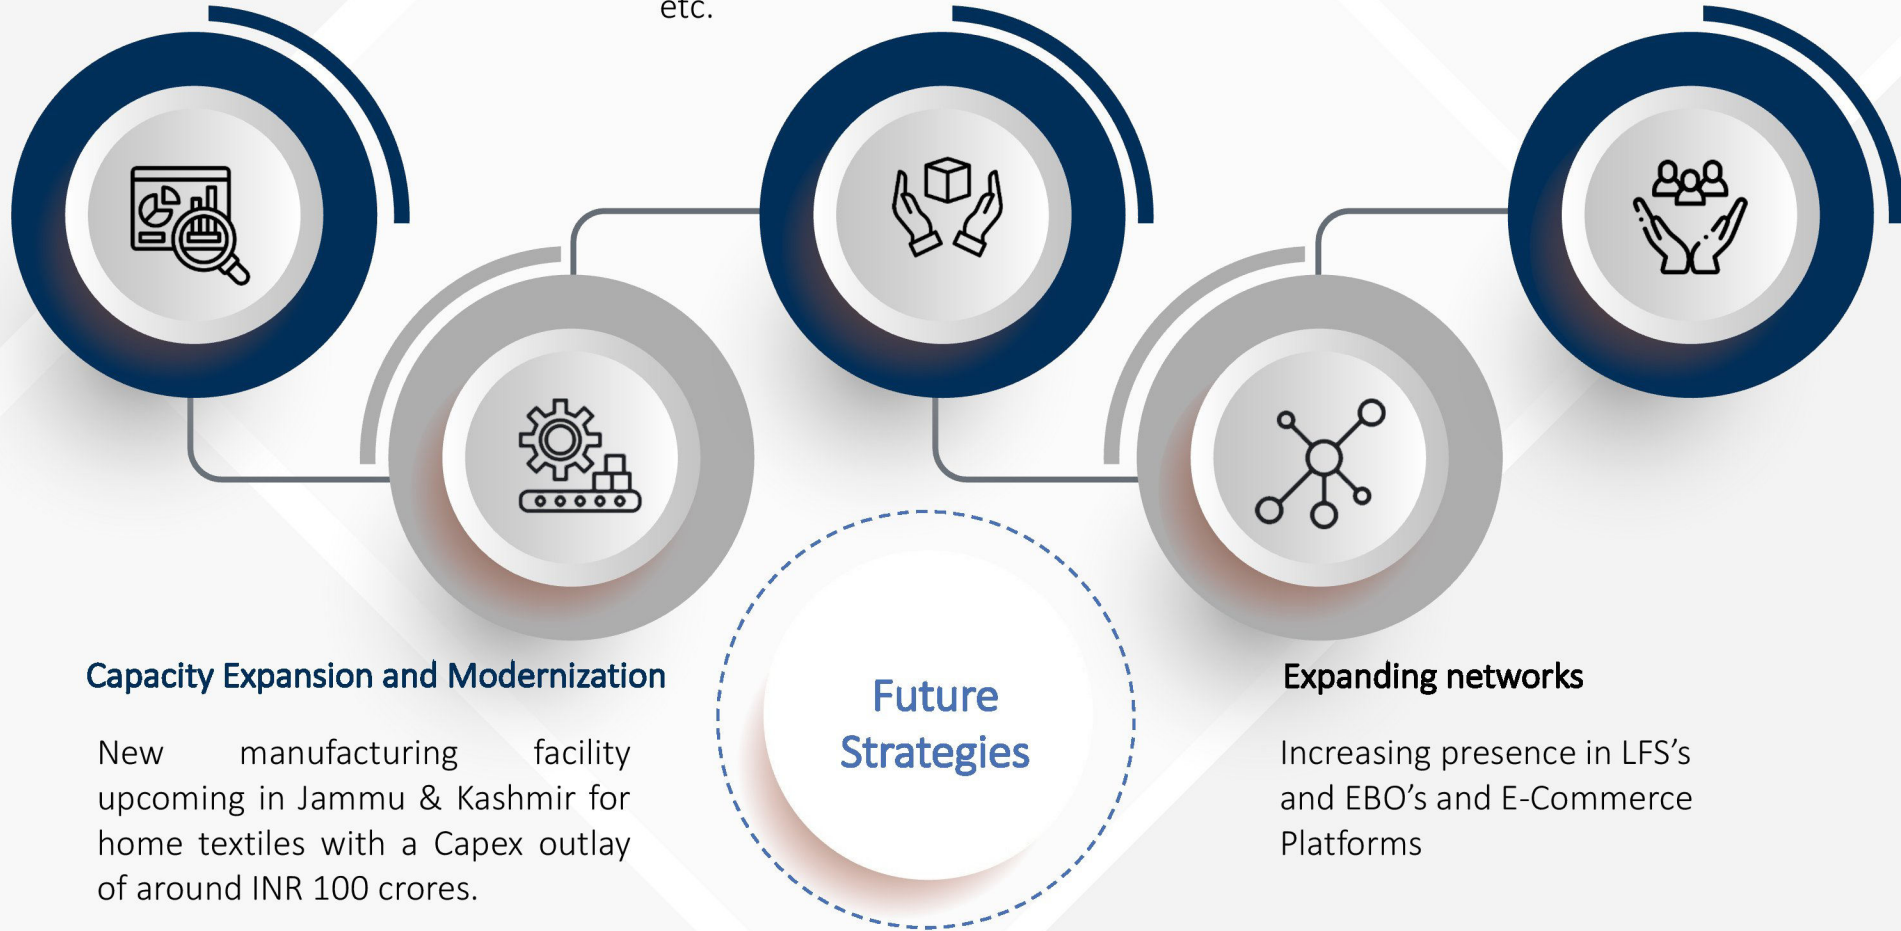 etc.
Capacity Expansion and Modernization
New manufacturing facility
upcoming in Jammu & Kashmir for
home textiles with a Capex outlay
of around INR 100 crores.
Future
Strategies
Expanding networks
Increasing presence in LFS’s
and EBO’s and E-Commerce
Platforms